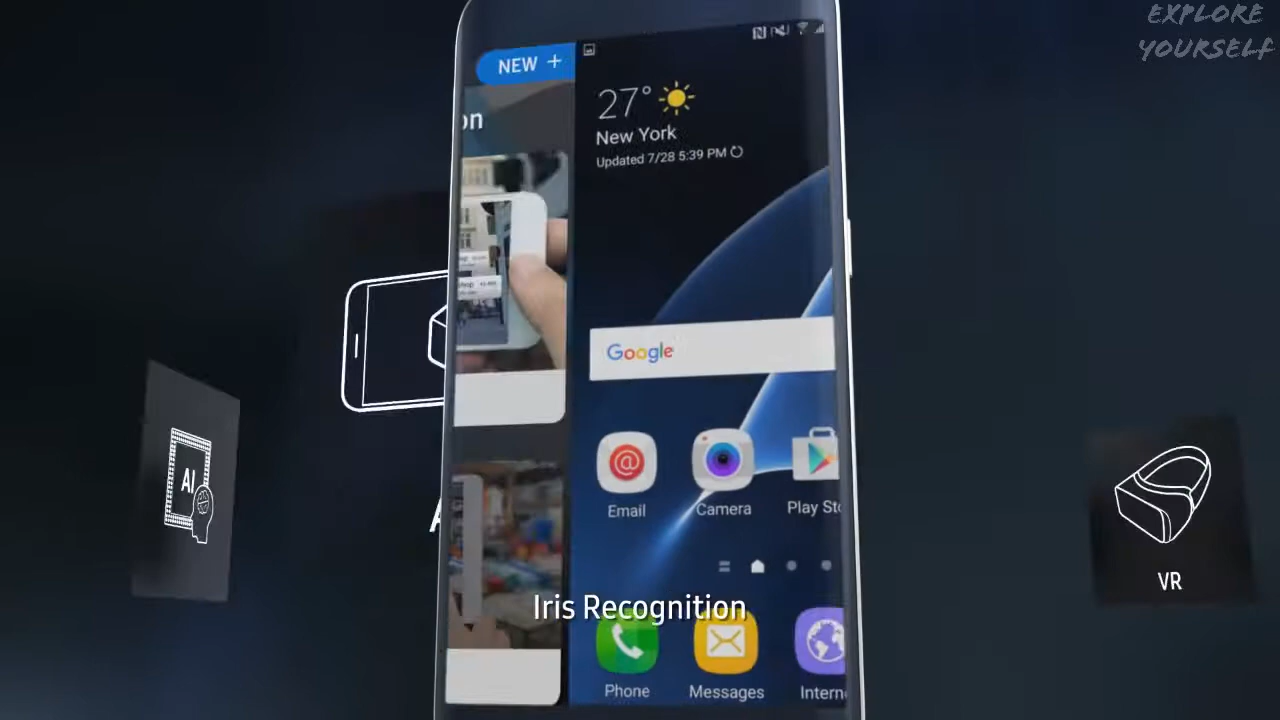 EXPLORE
YOURSELF
NEW +
on
27°
New York
Updated 7/28 5:39 PM
Google
AI
Email
Camera
Play Sto
VR
Iris Recognition
Phone
Messages
Intern